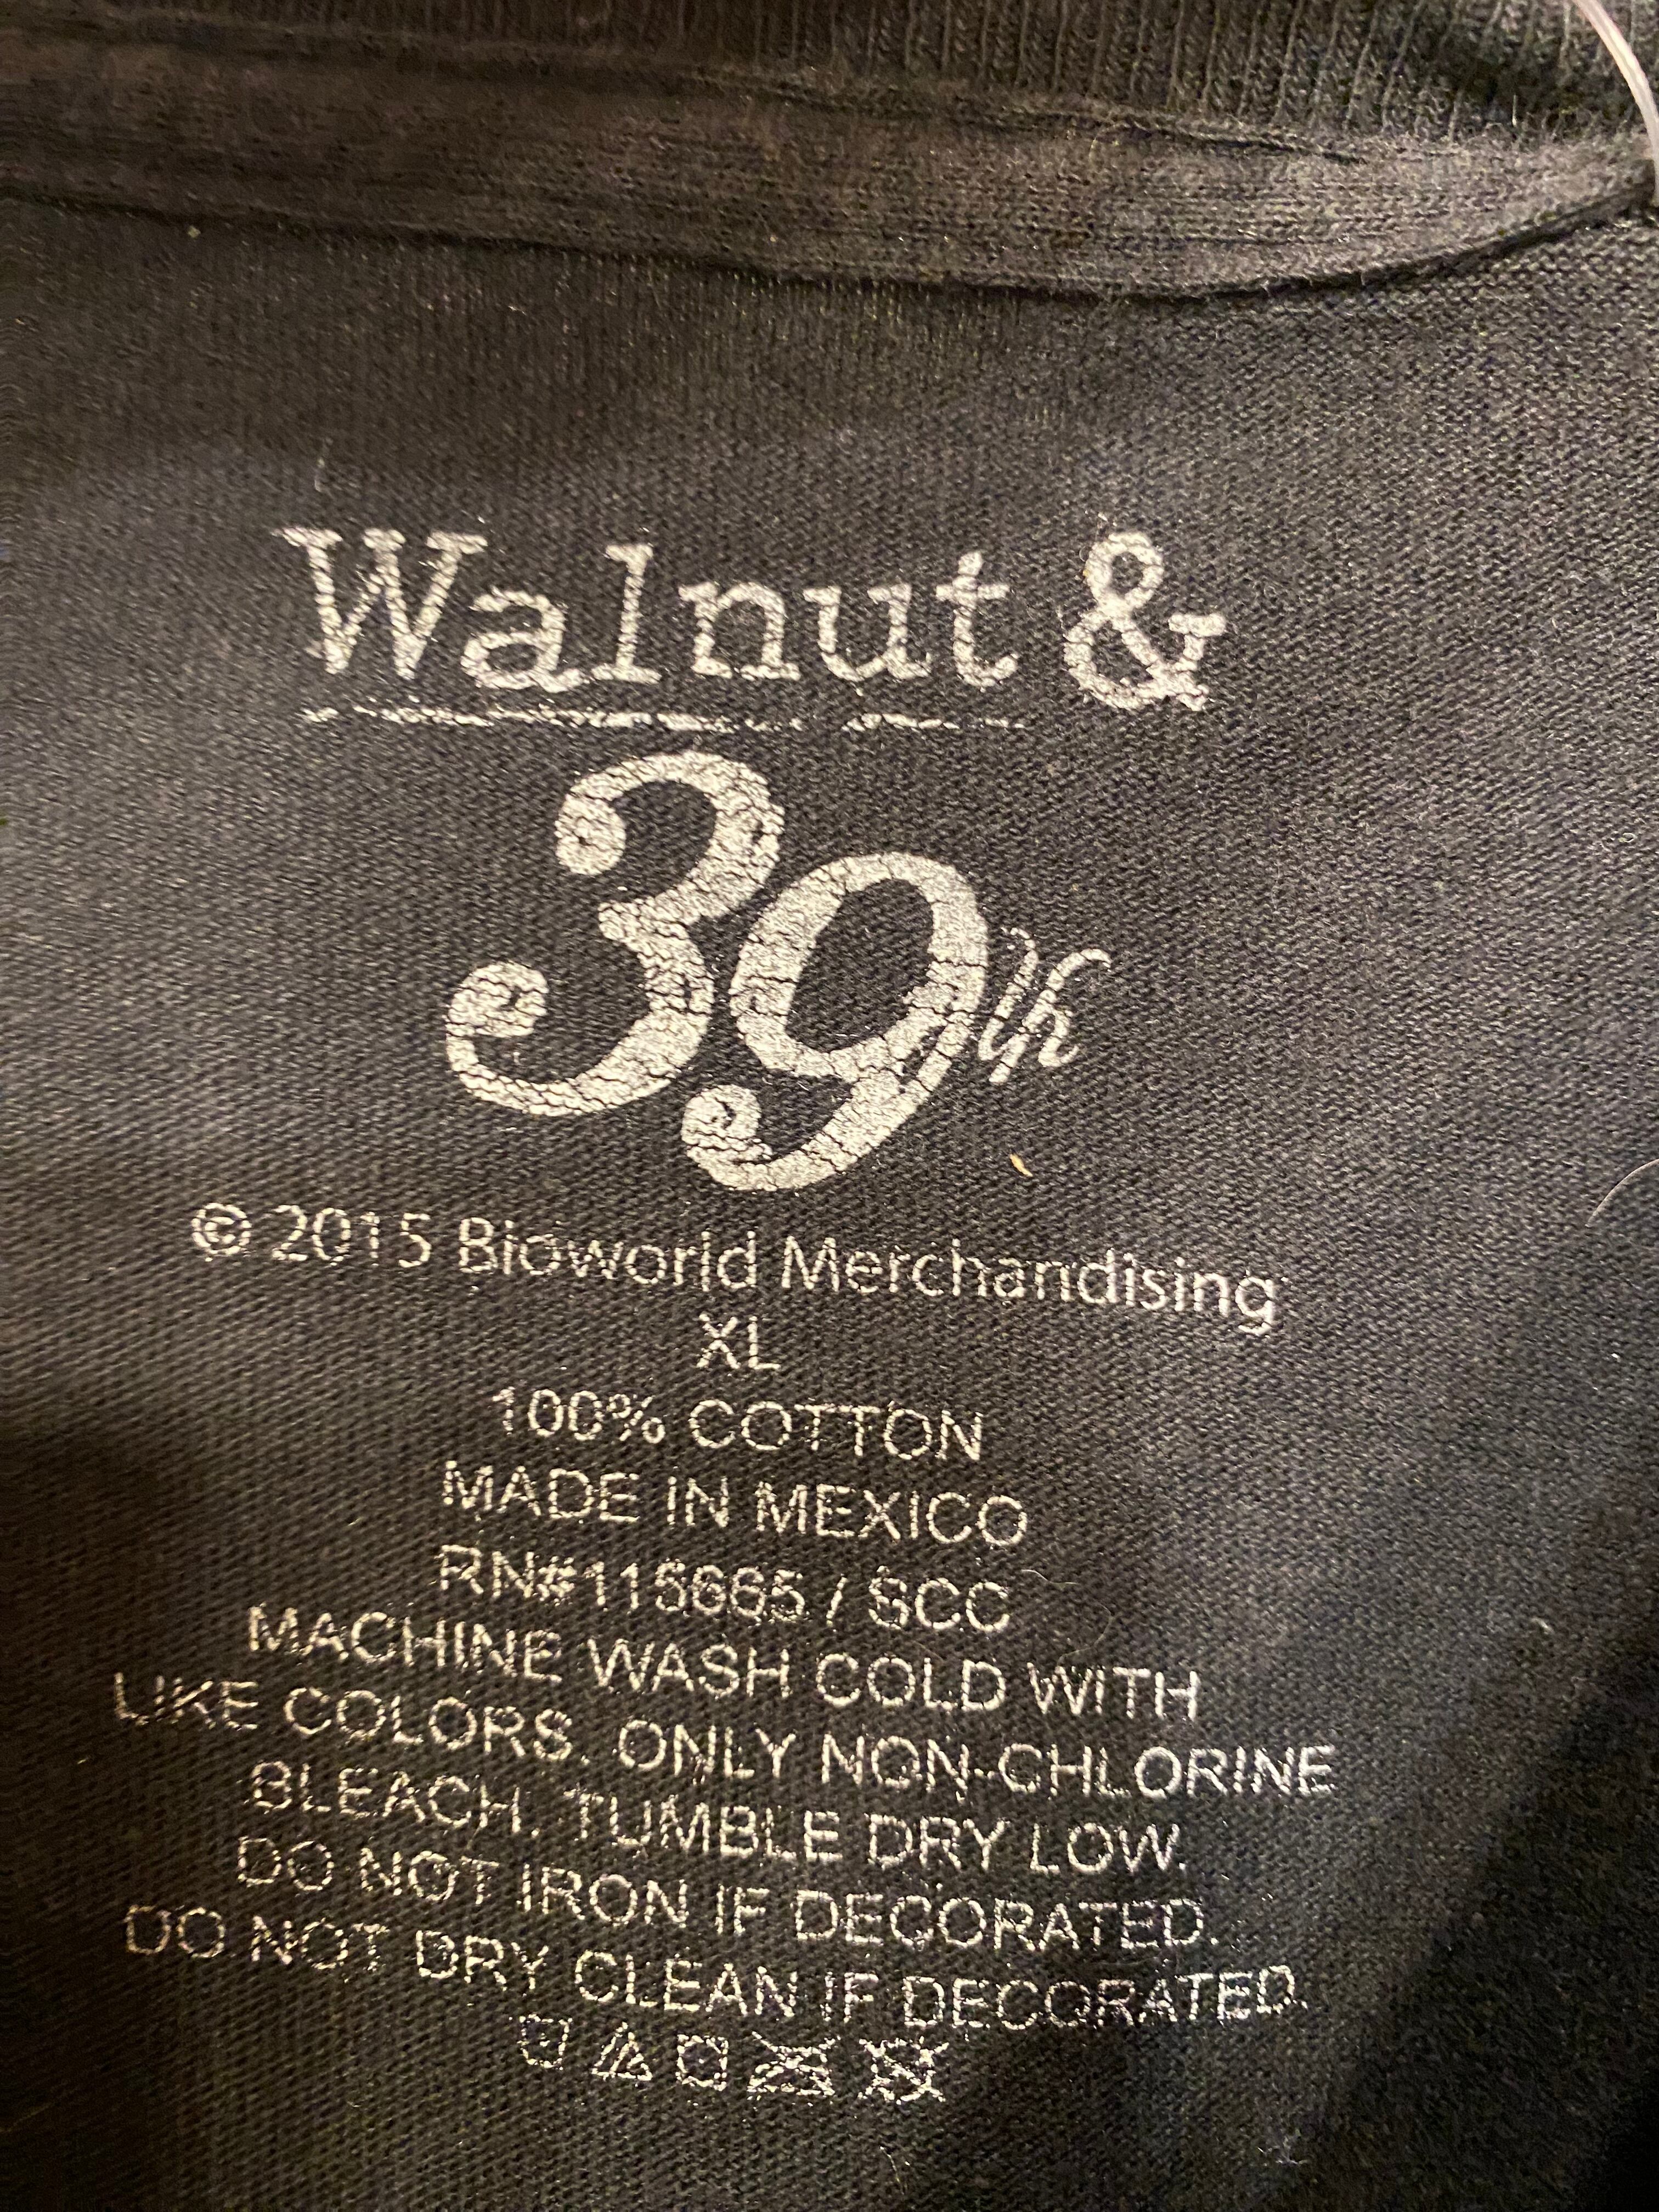 Walnut &
39th
© 2015 Bioworld Merchandising
XL
100% COTTON
MADE IN MEXICO
RN#115665 / SCC
MACHINE WASH COLD WITH
LIKE COLORS. ONLY NON-CHLORINE
BLEACH. TUMBLE DRY LOW.
DO NOT IRON IF DECORATED.
DO NOT DRY CLEAN IF DECORATED.